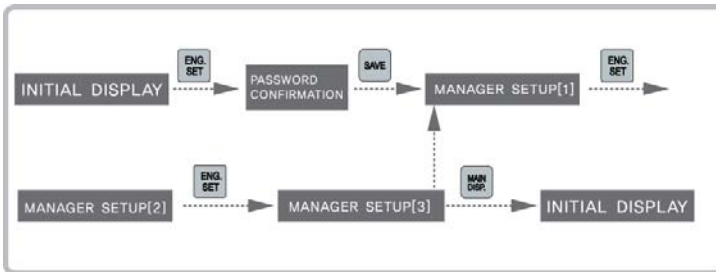 ENG.
SET
SAVE
ENG.
SET
INITIAL DISPLAY
PASSWORD
CONFIRMATION
MANAGER SETUP[1]
ENG.
SET
MAIN
DISP.
MANAGER SETUP[2]
MANAGER SETUP[3]
INITIAL DISPLAY